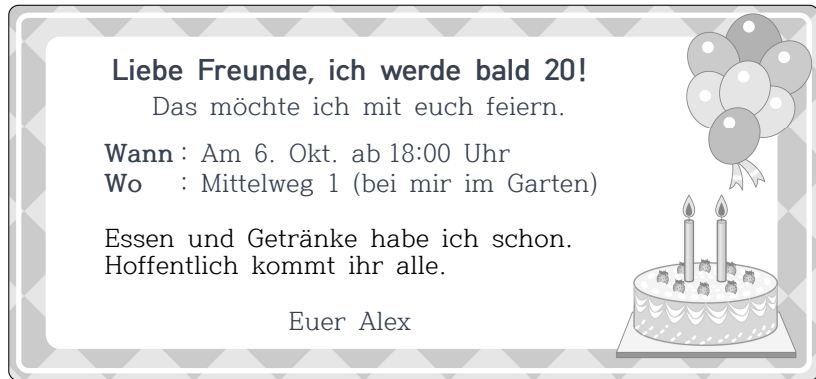 Liebe Freunde, ich werde bald 20!
Das möchte ich mit euch feiern.
Wann : Am 6. Okt. ab 18:00 Uhr
Wo : Mittelweg 1 (bei mir im Garten)
Essen und Getränke habe ich schon.
Hoffentlich kommt ihr alle.
Euer Alex